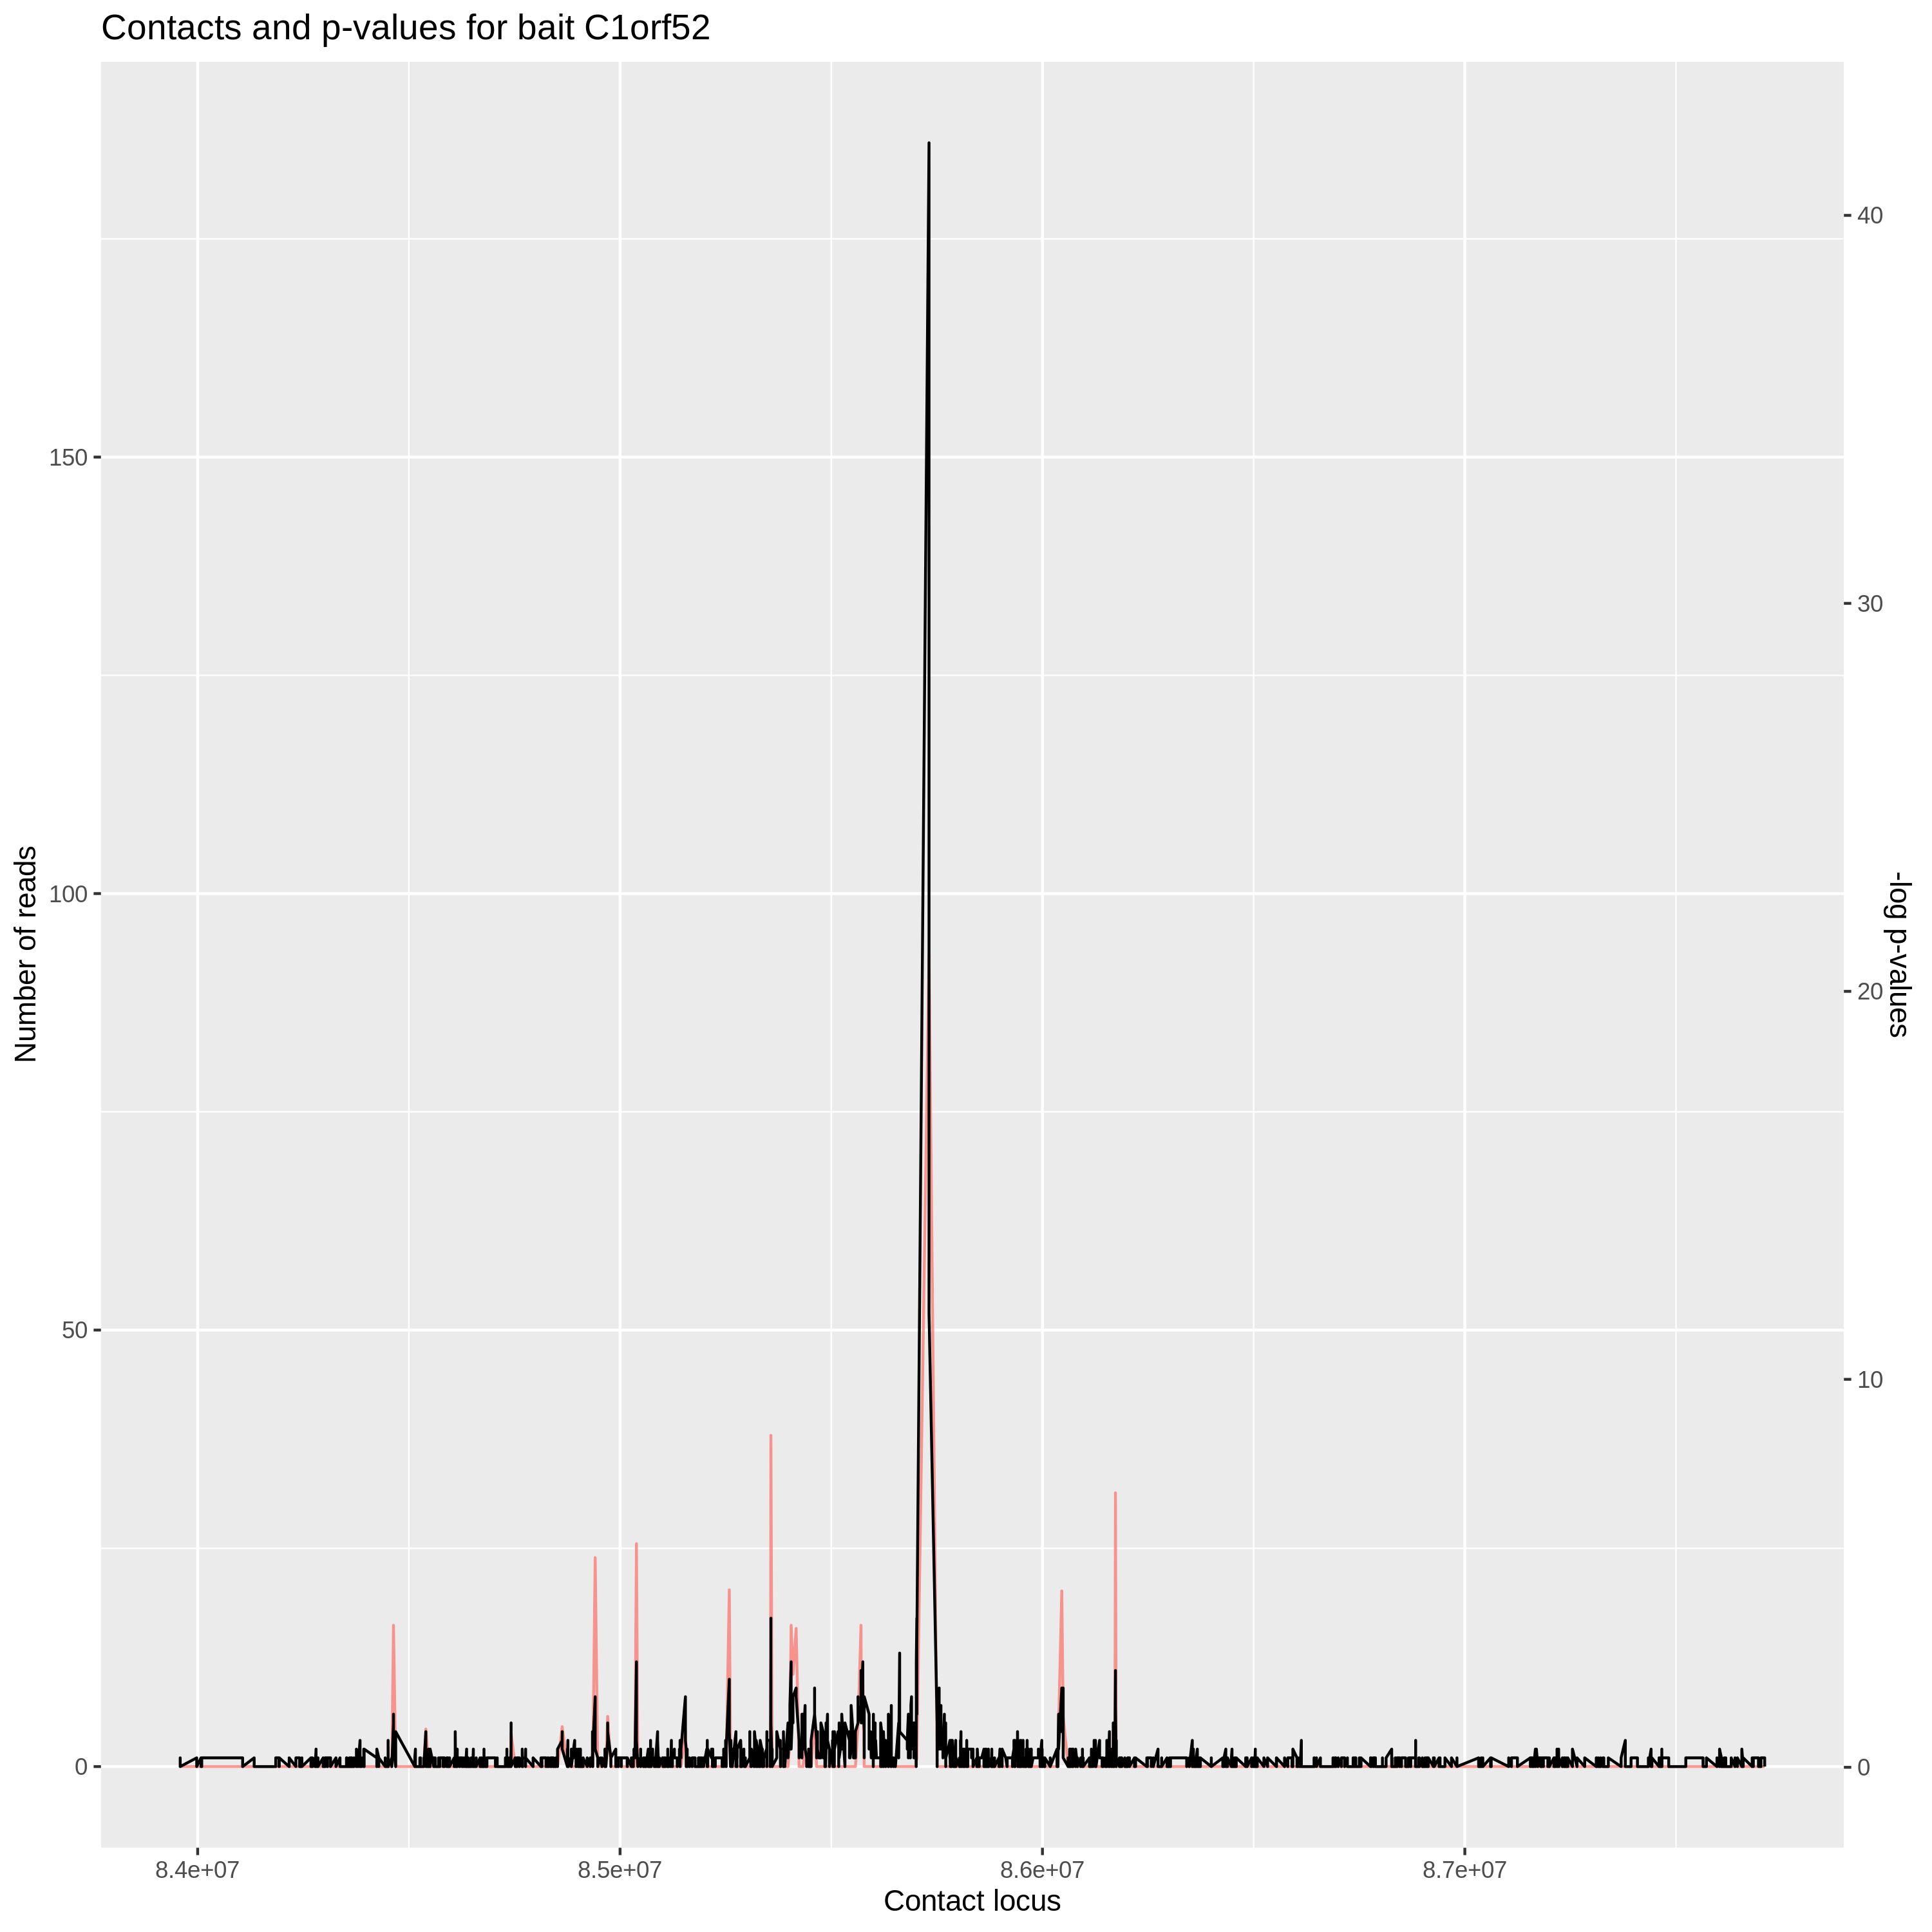 Contacts and p-values for bait C1orf52
Number of reads
150
100
50
0
40
30
20
10
0
-log p-values
8.4e+07 8.5e+07 8.6e+07 8.7e+07
Contact locus